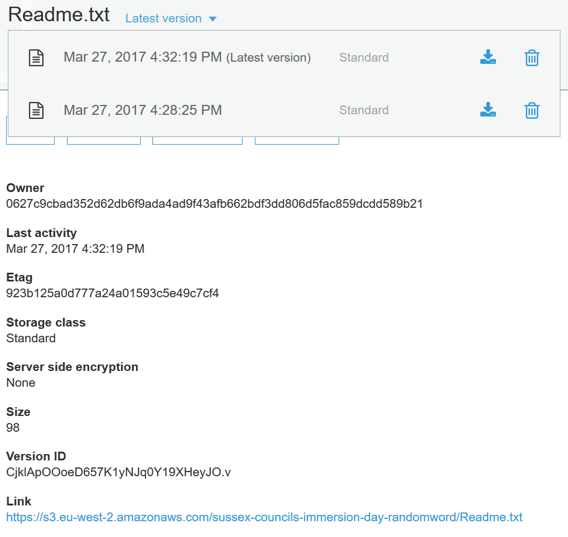 Readme.txt Latest version
Mar 27, 2017 4:32:19 PM (Latest version) Standard
Mar 27, 2017 4:28:25 PM Standard
Owner
0627c9cbad352d62db6f9ada4ad9f43afb662bdf3dd806d5fac859dcdd589b21
Last activity
Mar 27, 2017 4:32:19 PM
Etag
923b125a0d777a24a01593c5e49c7cf4
Storage class
Standard
Server side encryption
None
Size
98
Version ID
CjklApOOoeD657K1yNJq0Y19XHeyJO.v
Link
https://s3.eu-west-2.amazonaws.com/sussex-councils-immersion-day-randomword/Readme.txt